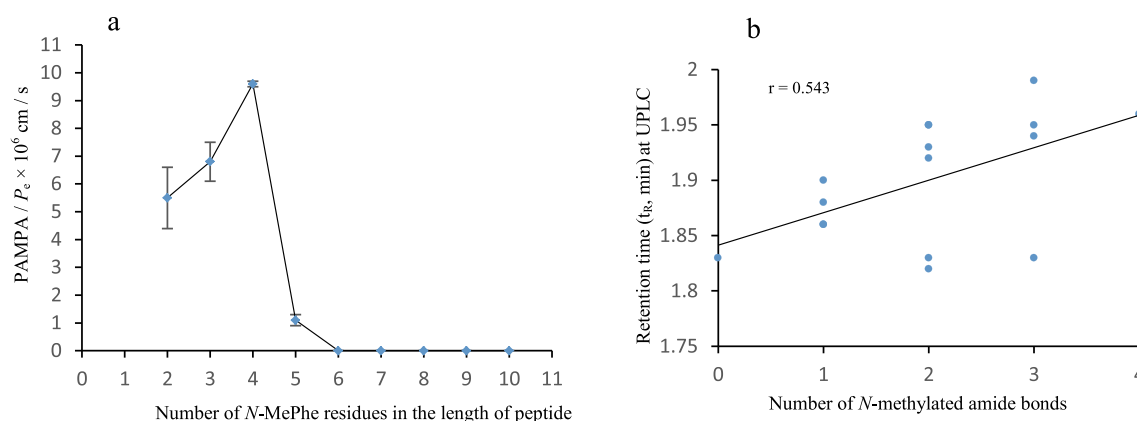 a
11
10
9
8
7
6
5
4
3
2
1
0
PAMPA / Pe × 10⁶ cm / s
0 1 2 3 4 5 6 7 8 9 10 11
Number of N-MePhe residues in the length of peptide
b
r = 0.543
2
1.95
1.9
1.85
1.8
1.75
Retention time (tR, min) at UPLC
0 1 2 3 4
Number of N-methylated amide bonds